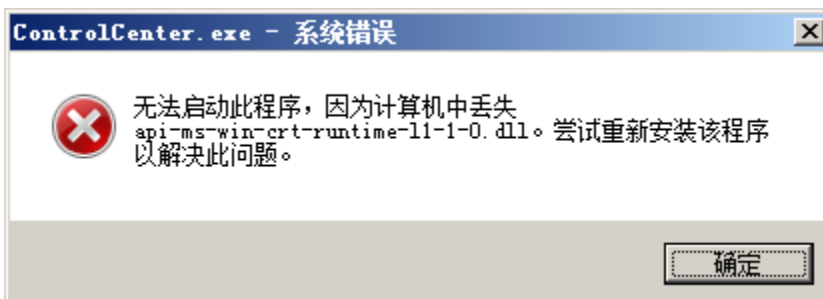 ControlCenter.exe - 系统错误
无法启动此程序，因为计算机中丢失
api-ms-win-crt-runtime-l1-1-0.dll。尝试重新安装该程序
以解决此问题。
确定